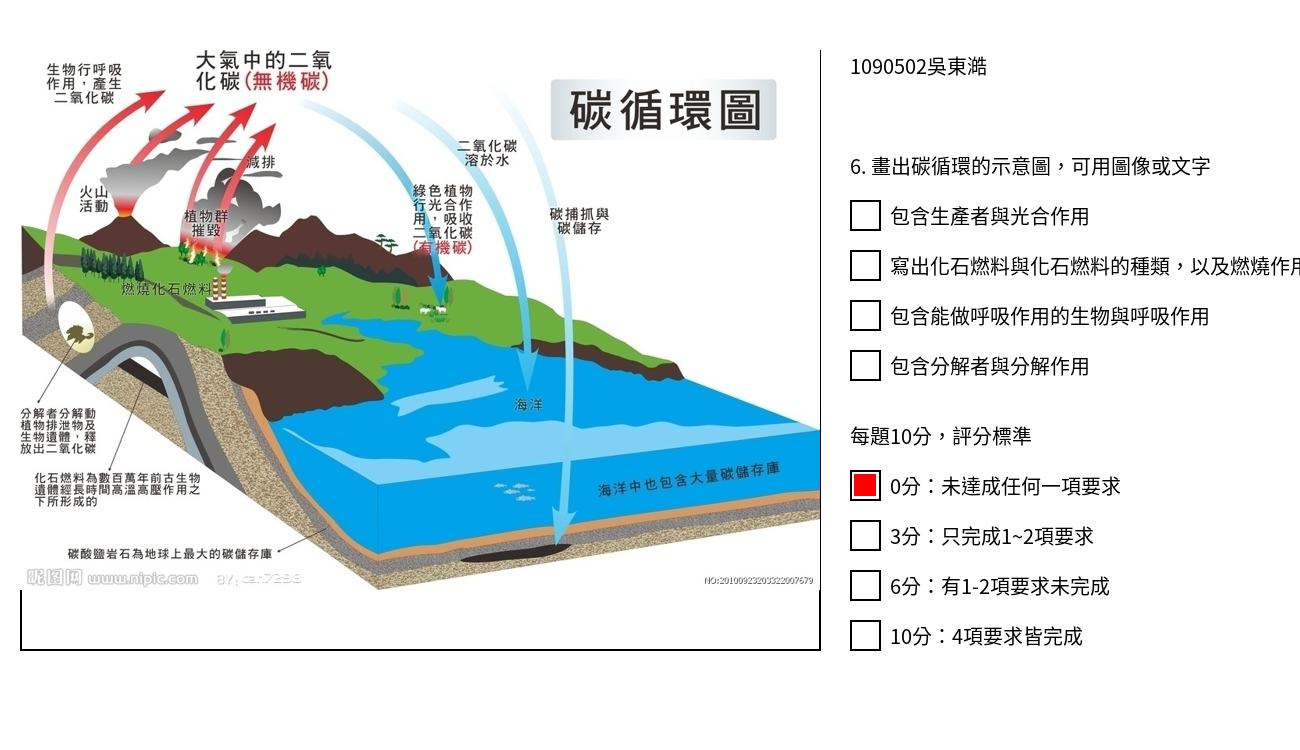 生物行呼吸
作用，產生
二氧化碳
大氣中的二氧
化碳(無機碳)
碳循環圖
減排
火山
活動
植物群
摧毀
燃燒化石燃料
二氧化碳
溶於水
綠色植物
行光合作
用，吸收
二氧化碳
(有機碳)
碳捕抓與
碳儲存
海洋
海洋中也包含大量碳儲存庫
分解者分解動
植物排泄物及
生物遺體，釋
放出二氧化碳
化石燃料為數百萬年前古生物
遺體經長時間高溫高壓作用之
下所形成的
碳酸鹽岩石為地球上最大的碳儲存庫
昵图网 www.nipic.com
BY:can7298
NO:20100923203322007679
1090502吳東澔
6. 畫出碳循環的示意圖，可用圖像或文字
包含生產者與光合作用
寫出化石燃料與化石燃料的種類，以及燃燒作用
包含能做呼吸作用的生物與呼吸作用
包含分解者與分解作用
每題10分，評分標準
0分：未達成任何一項要求
3分：只完成1~2項要求
6分：有1-2項要求未完成
10分：4項要求皆完成